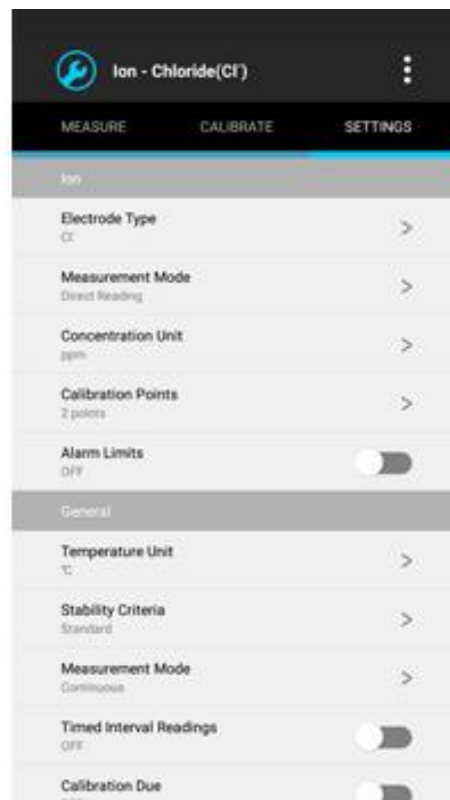 Ion - Chloride(Cl⁻)
MEASURE CALIBRATE SETTINGS
Ion
Electrode Type
Cl⁻
Measurement Mode
Direct Reading
Concentration Unit
ppm
Calibration Points
2 points
Alarm Limits
OFF
General
Temperature Unit
℃
Stability Criteria
Standard
Measurement Mode
Continuous
Timed Interval Readings
OFF
Calibration Due